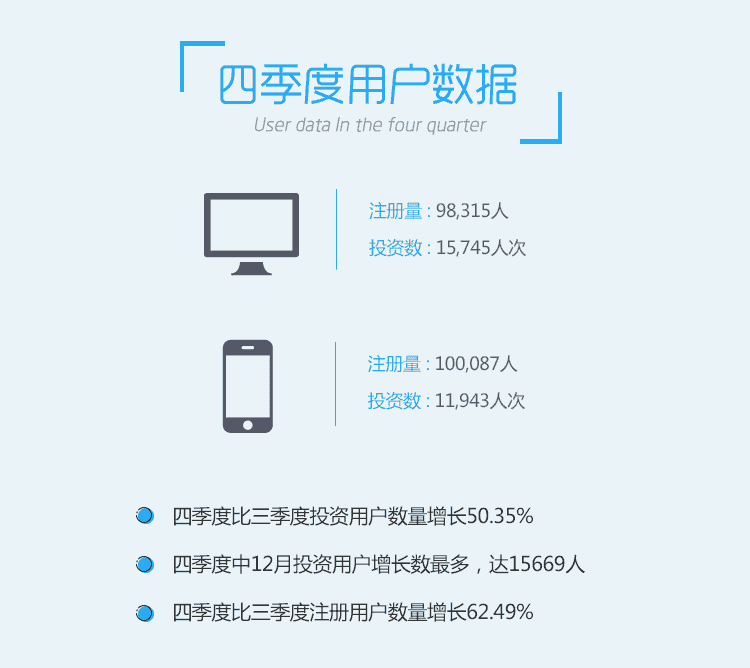 四季度用户数据
User data In the four quarter
注册量 : 98,315人
投资数 : 15,745人次
注册量 : 100,087人
投资数 : 11,943人次
四季度比三季度投资用户数量增长50.35%
四季度中12月投资用户增长数最多，达15669人
四季度比三季度注册用户数量增长62.49%